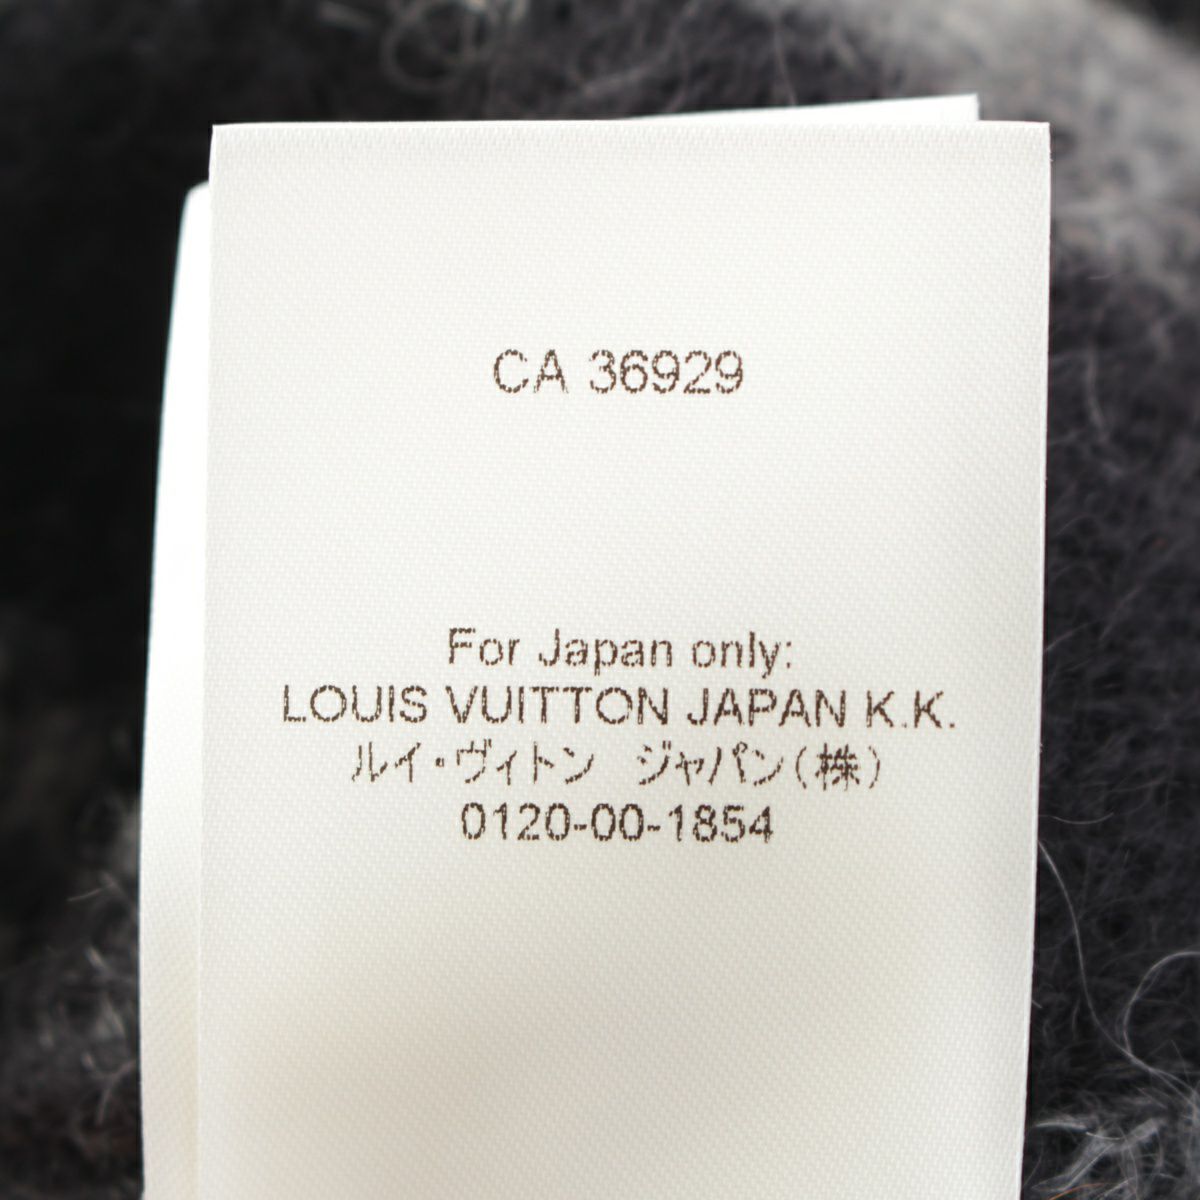 CA 36929
For Japan only:
LOUIS VUITTON JAPAN K.K.
ルイ・ヴィトン　ジャパン(株)
0120-00-1854